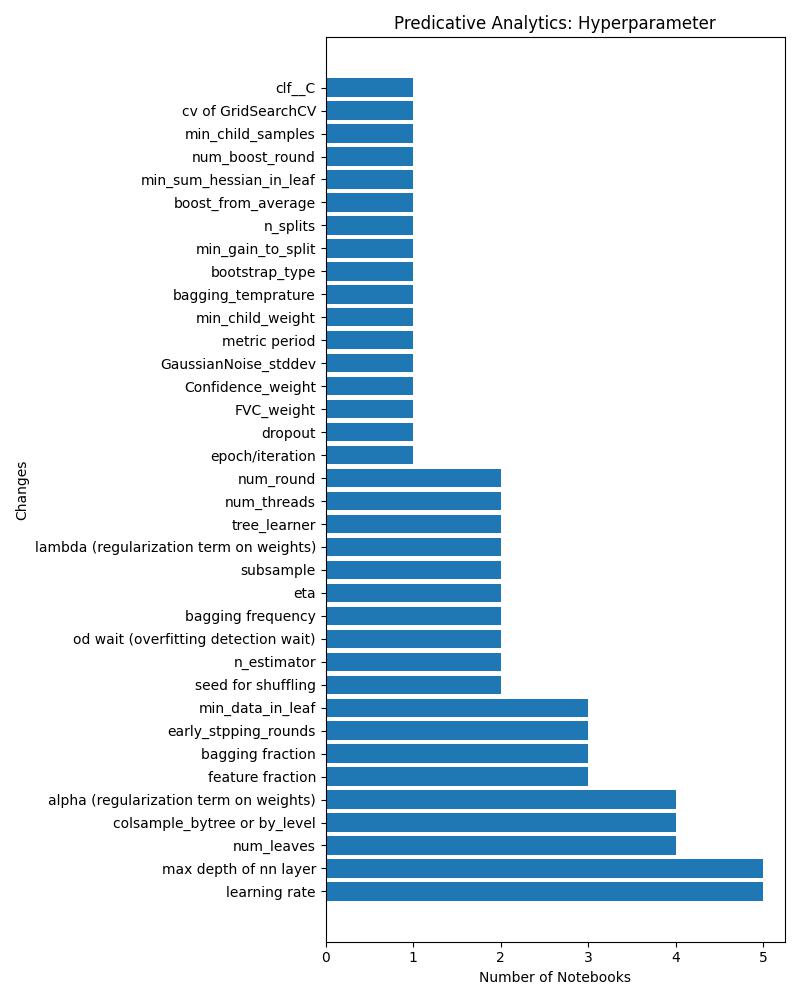 Predicative Analytics: Hyperparameter
clf__C
cv of GridSearchCV
min_child_samples
num_boost_round
min_sum_hessian_in_leaf
boost_from_average
n_splits
min_gain_to_split
bootstrap_type
bagging_temprature
min_child_weight
metric period
GaussianNoise_stddev
Confidence_weight
FVC_weight
dropout
epoch/iteration
num_round
num_threads
tree_learner
lambda (regularization term on weights)
subsample
eta
bagging frequency
od wait (overfitting detection wait)
n_estimator
seed for shuffling
min_data_in_leaf
early_stpping_rounds
bagging fraction
feature fraction
alpha (regularization term on weights)
colsample_bytree or by_level
num_leaves
max depth of nn layer
learning rate
Changes
0 1 2 3 4 5
Number of Notebooks